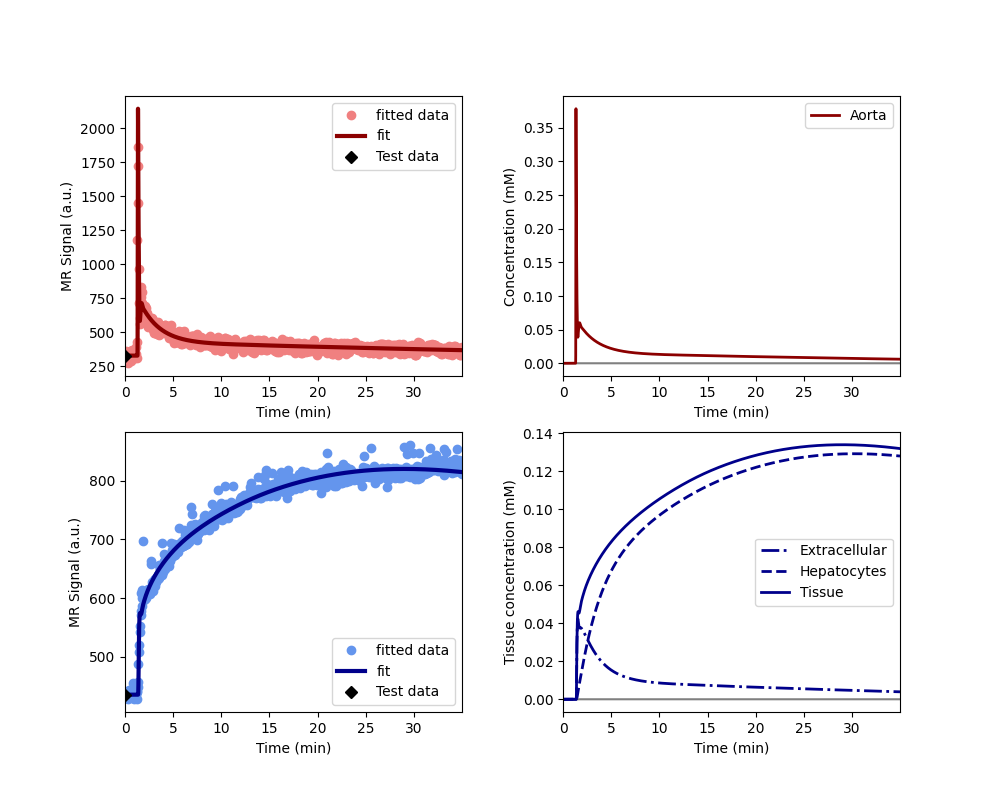 MR Signal (a.u.)
2000
1750
1500
1250
1000
750
500
250
fitted data
fit
Test data
0 5 10 15 20 25 30
Time (min)
Concentration (mM)
0.35
0.30
0.25
0.20
0.15
0.10
0.05
0.00
Aorta
0 5 10 15 20 25 30
Time (min)
MR Signal (a.u.)
800
700
600
500
fitted data
fit
Test data
0 5 10 15 20 25 30
Time (min)
Tissue concentration (mM)
0.14
0.12
0.10
0.08
0.06
0.04
0.02
0.00
Extracellular
Hepatocytes
Tissue
0 5 10 15 20 25 30
Time (min)